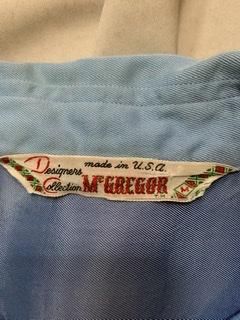 Designers made in U.S.A.
Collection McGREGOR